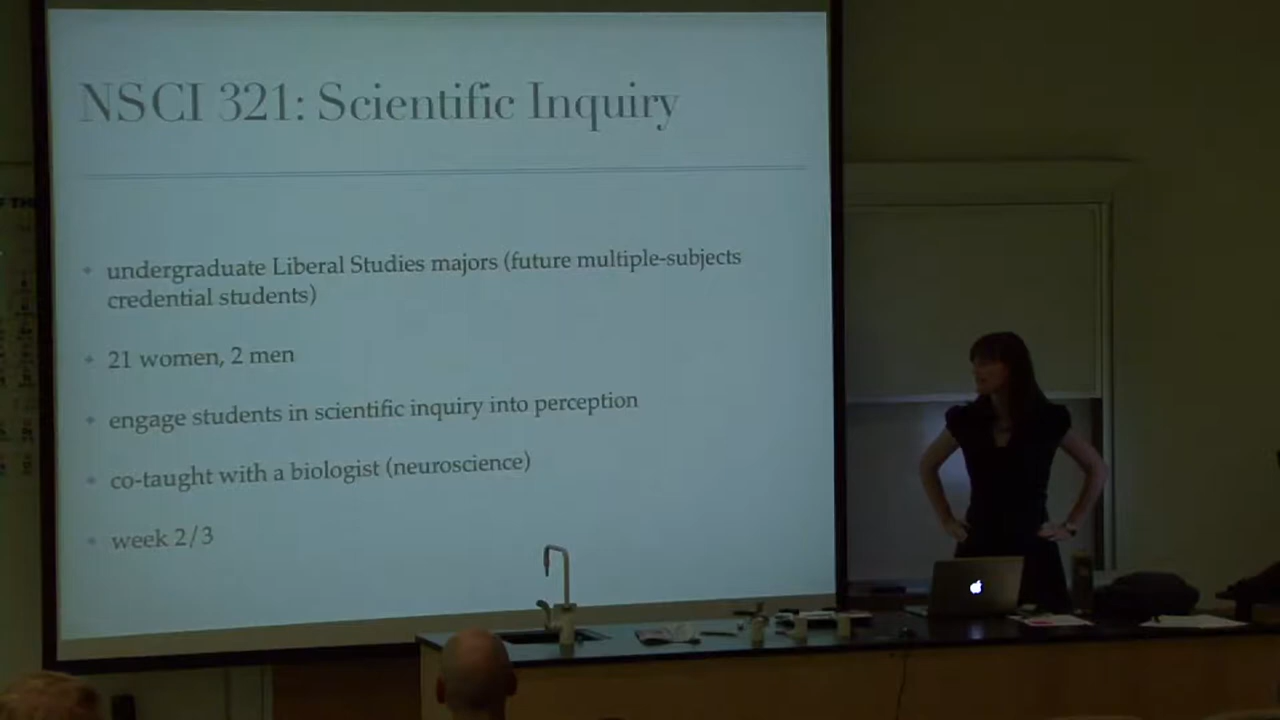 NSCI 321: Scientific Inquiry
undergraduate Liberal Studies majors (future multiple-subjects
credential students)
21 women, 2 men
engage students in scientific inquiry into perception
co-taught with a biologist (neuroscience)
week 2/3